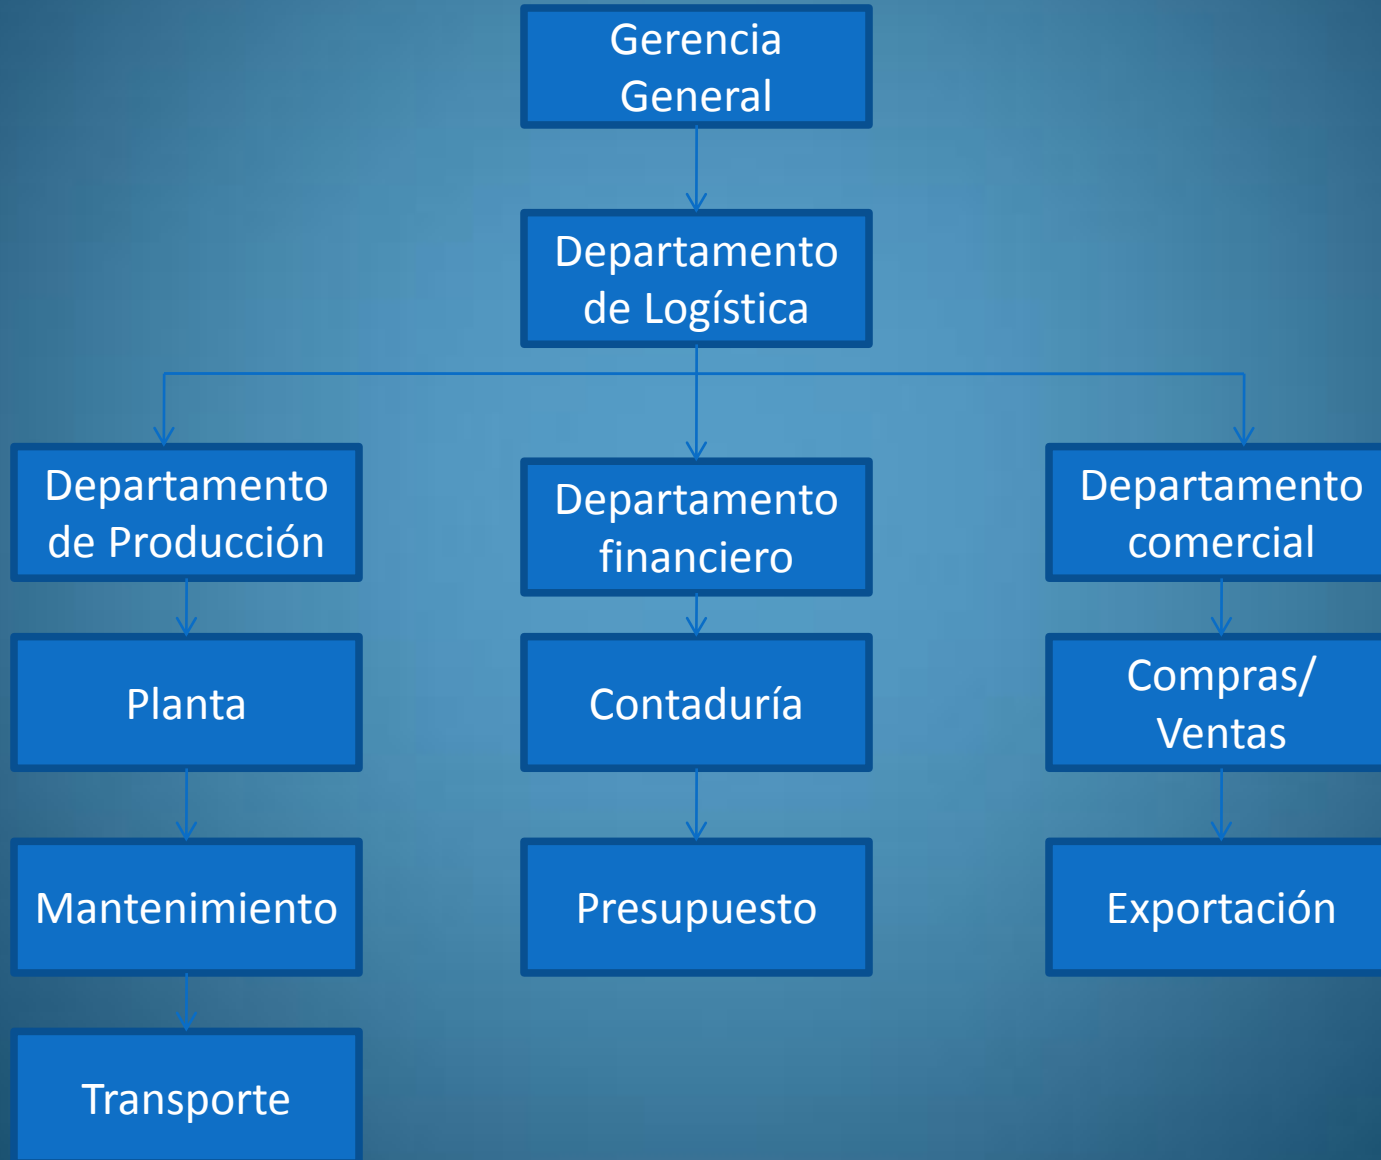 Gerencia
General
Departamento
de Logística
Departamento
de Producción
Departamento
financiero
Departamento
comercial
Planta
Contaduría
Compras/
Ventas
Mantenimiento
Presupuesto
Exportación
Transporte